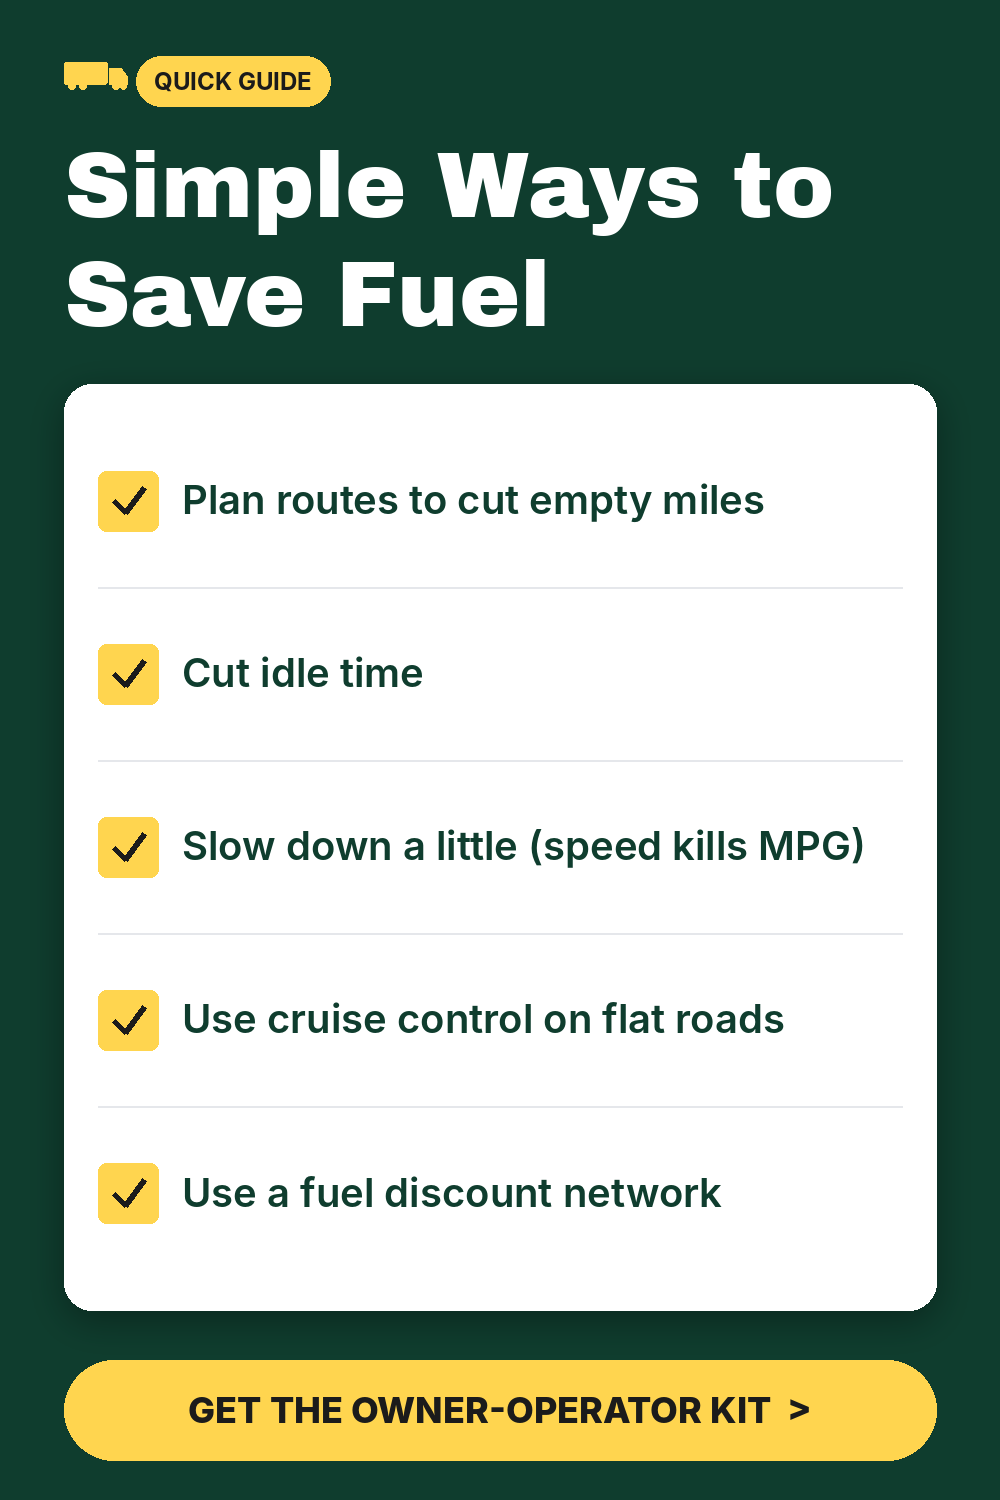 QUICK GUIDE
Simple Ways to
Save Fuel
Plan routes to cut empty miles
Cut idle time
Slow down a little (speed kills MPG)
Use cruise control on flat roads
Use a fuel discount network
GET THE OWNER-OPERATOR KIT >